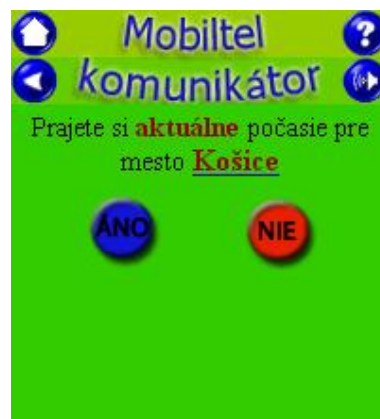 Mobiltel
?
komunikátor
Prajete si aktuálne počasie pre
mesto Košice
ÁNO
NIE